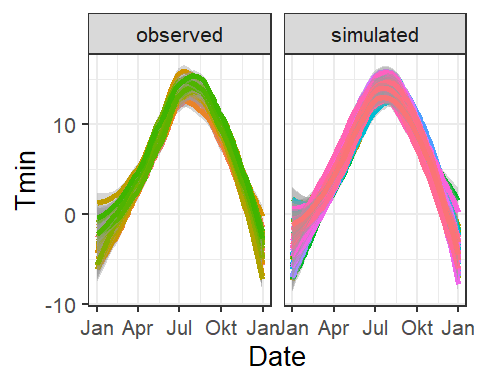 observed simulated
Tmin
10
0
-10
Jan Apr Jul Okt Jan Jan Apr Jul Okt Jan
Date